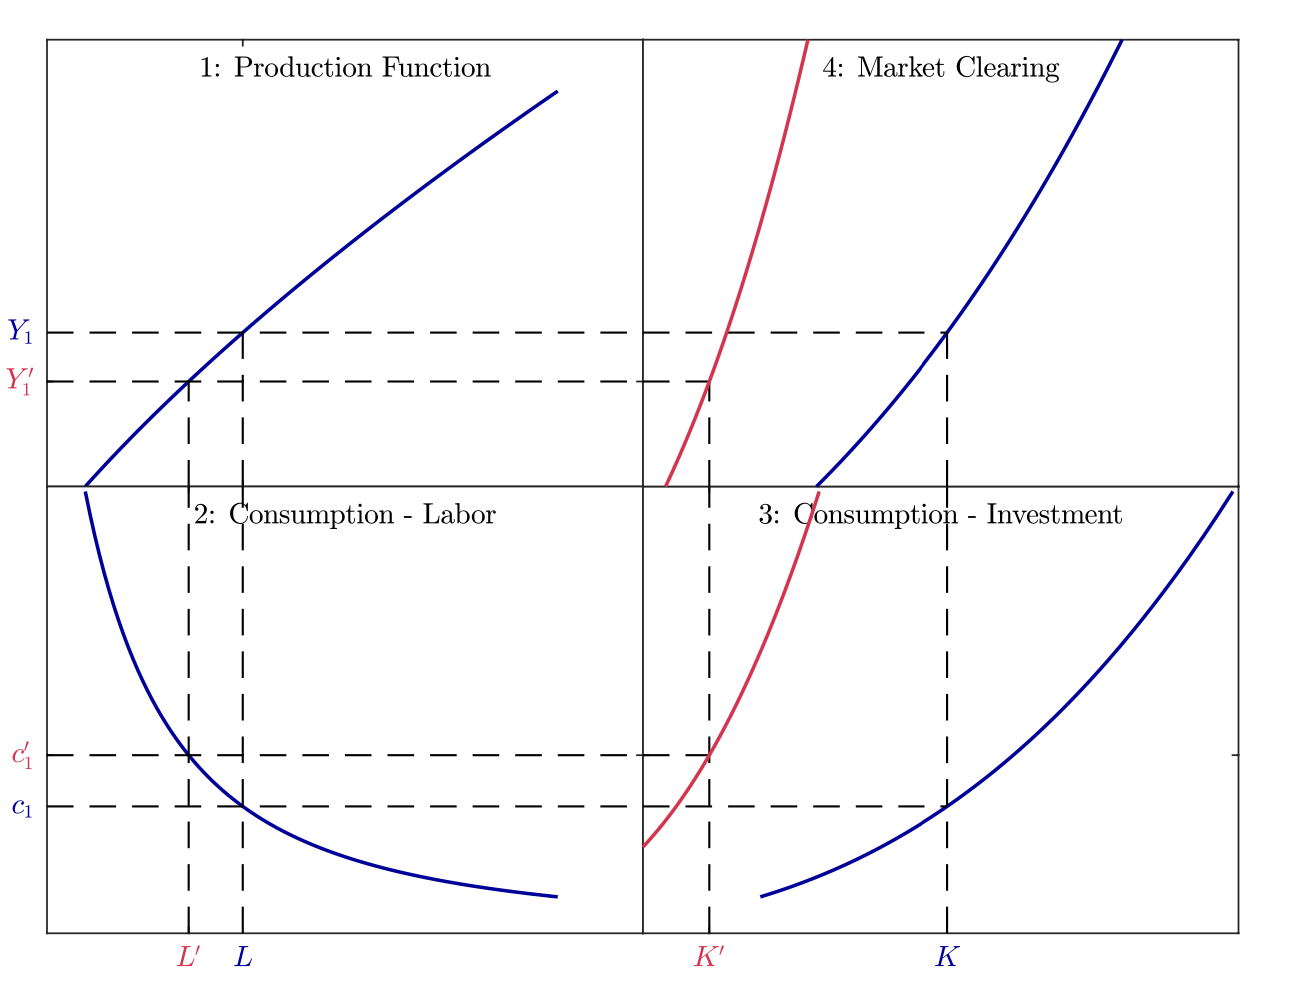 1: Production Function
4: Market Clearing
Y₁
Y₁′
2: Consumption - Labor
3: Consumption - Investment
c₁′
c₁
L′
L
K′
K